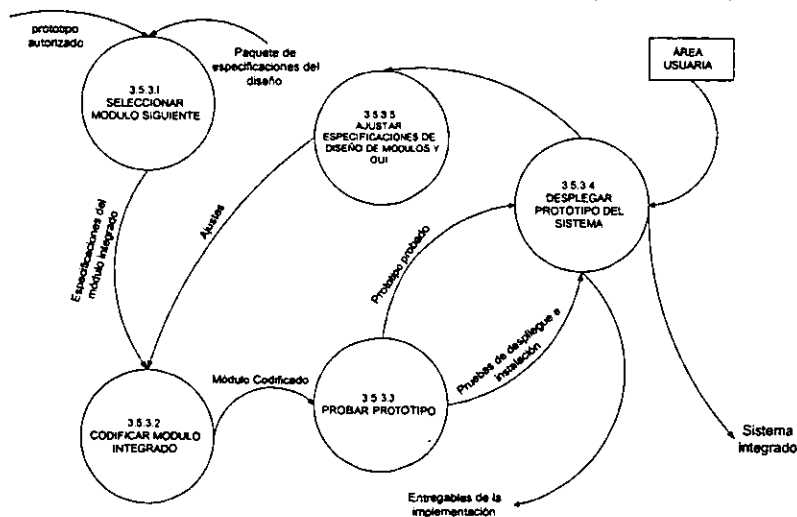 prototipo
autorizado
Paquete de
especificaciones del
diseño
ÁREA
USUARIA
3.5.3.1
SELECCIONAR
MODULO SIGUIENTE
3.5.3.5
AJUSTAR
ESPECIFICACIONES DE
DISEÑO DE MODULOS Y
GUI
3.5.3.4
DESPLEGAR
PROTOTIPO DEL
SISTEMA
Especificaciones del
módulo integrado
Ajustes
Prototipo probado
Pruebas de despliegue e
instalación
Módulo Codificado
3.5.3.2
CODIFICAR MODULO
INTEGRADO
3.5.3.3
PROBAR PROTOTIPO
Sistema
integrado
Entregables de la
implementación